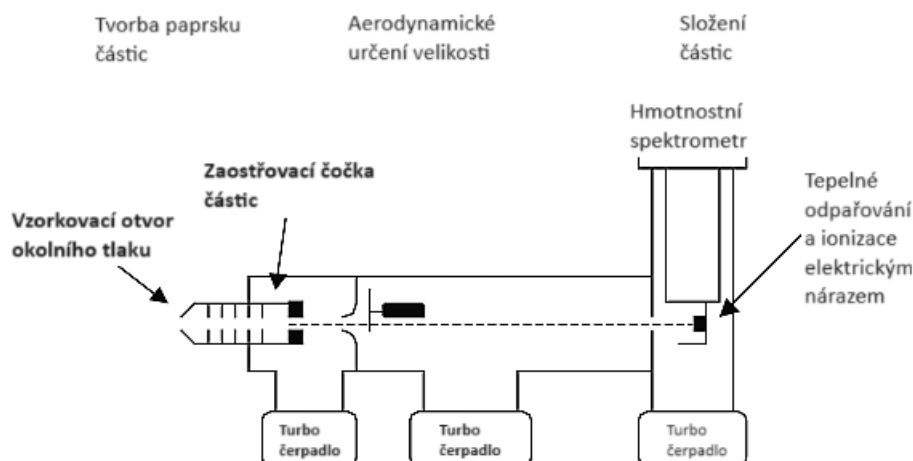 Tvorba paprsku
částic
Aerodynamické
určení velikosti
Složení
částic
Hmotnostní
spektrometr
Zaostřovací čočka
částic
Vzorkovací otvor
okolního tlaku
Tepelné
odpařování
a ionizace
elektrickým
nárazem
Turbo
čerpadlo
Turbo
čerpadlo
Turbo
čerpadlo